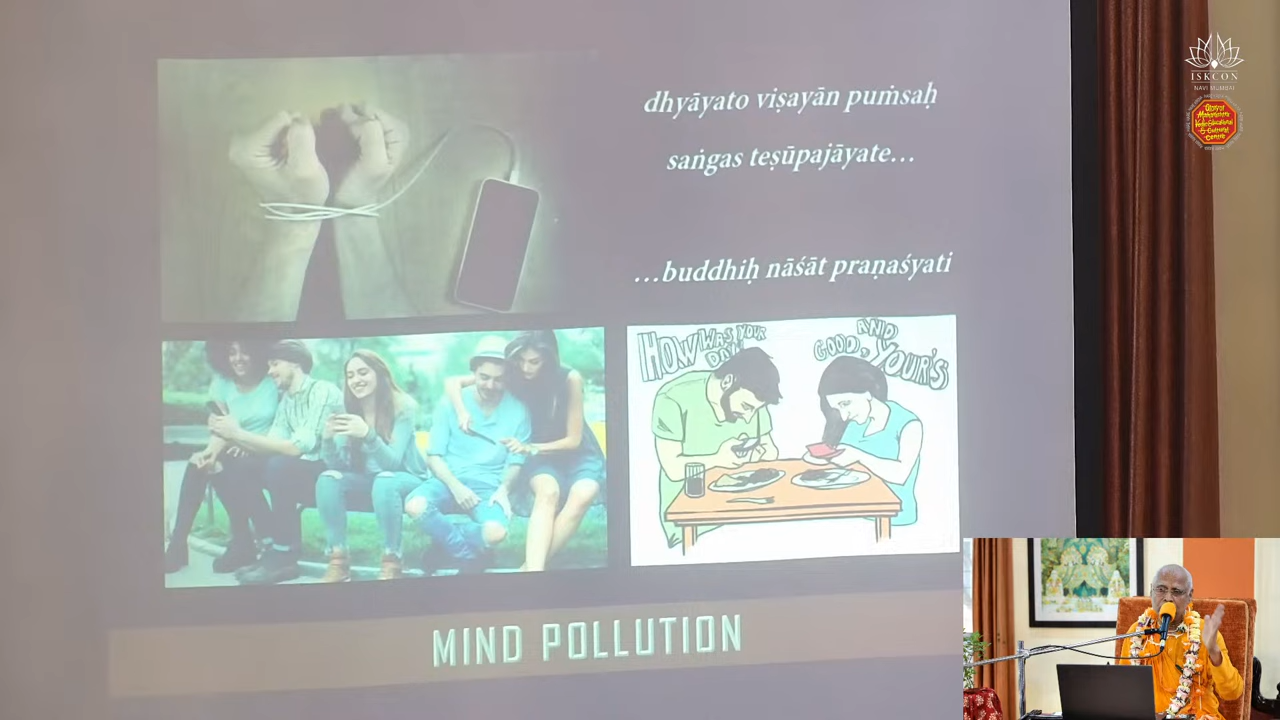 dhyāyato viṣayān puṁsaḥ
saṅgas teṣūpajāyate...
...buddhiḥ nāśāt praṇaśyati
HOW WAS YOUR DAY?
GOOD, AND YOUR'S
MIND POLLUTION
ISKCON
NAVI MUMBAI